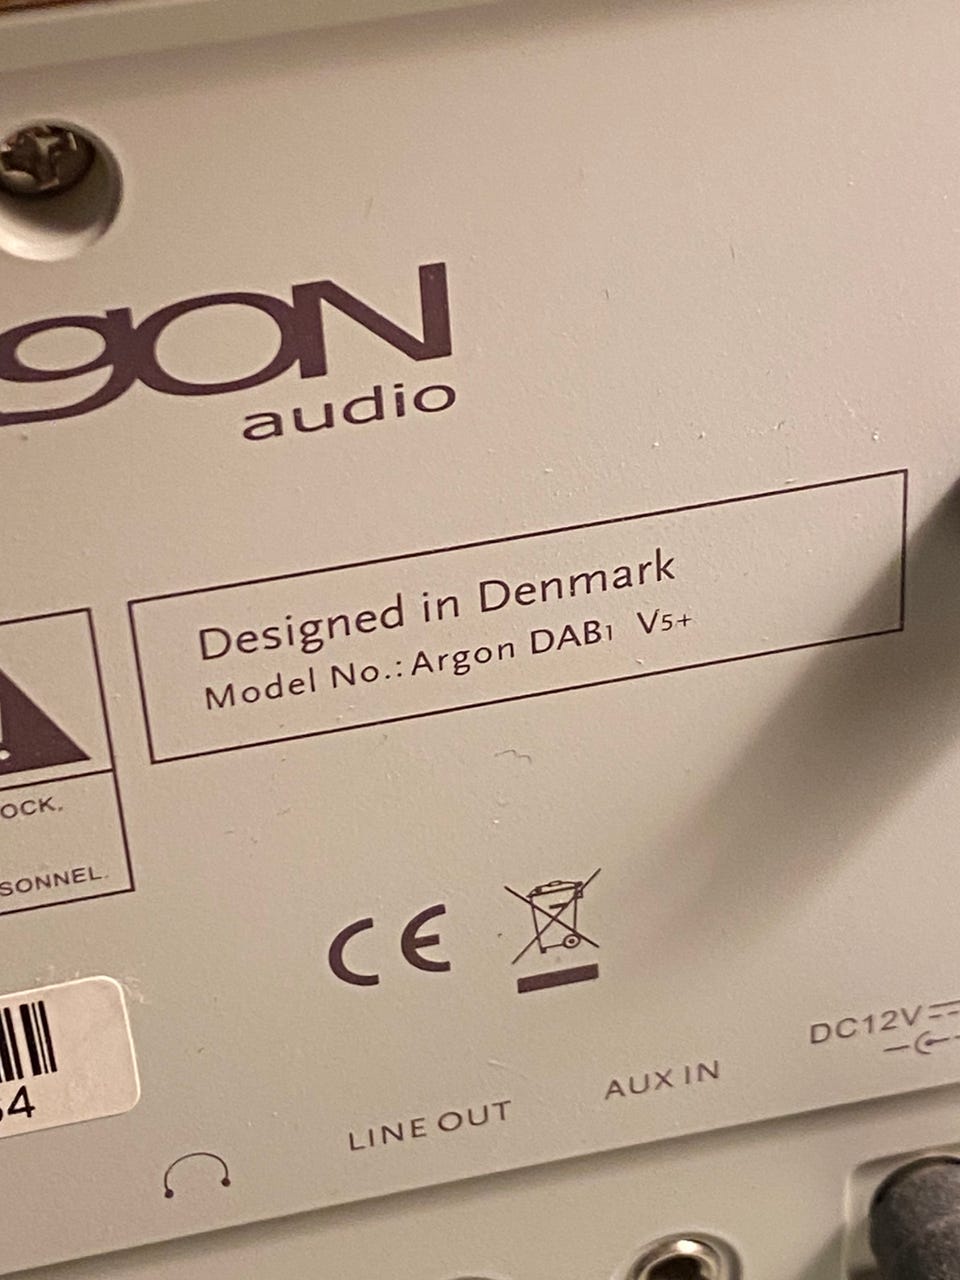 gon
audio
Designed in Denmark
Model No.: Argon DAB1 V5+
OCK.
SONNEL.
CE
54
LINE OUT
AUX IN
DC12V